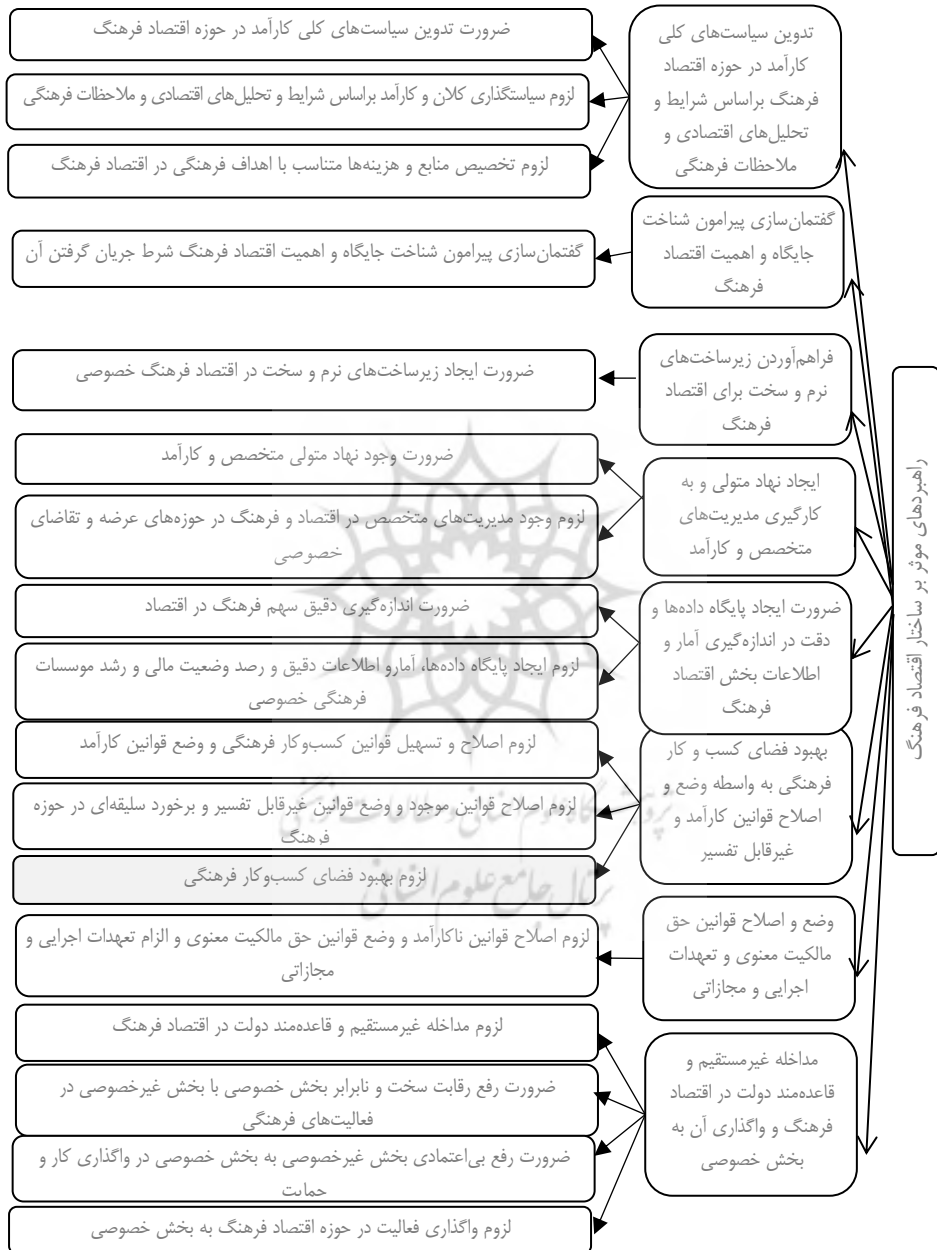 راهبردهای موثر بر ساختار اقتصاد فرهنگ
تدوین سیاست‌های کلی
کارآمد در حوزه اقتصاد
فرهنگ براساس شرایط و
تحلیل‌های اقتصادی و
ملاحظات فرهنگی
ضرورت تدوین سیاست‌های کلی کارآمد در حوزه اقتصاد فرهنگ
لزوم سیاستگذاری کلان و کارآمد براساس شرایط و تحلیل‌های اقتصادی و ملاحظات فرهنگی
لزوم تخصیص منابع و هزینه‌ها متناسب با اهداف فرهنگی در اقتصاد فرهنگ
گفتمان‌سازی پیرامون شناخت
جایگاه و اهمیت اقتصاد
فرهنگ
گفتمان‌سازی پیرامون شناخت جایگاه و اهمیت اقتصاد فرهنگ شرط جریان گرفتن آن
فراهم‌آوردن زیرساخت‌های
نرم و سخت برای اقتصاد
فرهنگ
ضرورت ایجاد زیرساخت‌های نرم و سخت در اقتصاد فرهنگ خصوصی
ایجاد نهاد متولی و به
کارگیری مدیریت‌های
متخصص و کارآمد
ضرورت وجود نهاد متولی متخصص و کارآمد
لزوم وجود مدیریت‌های متخصص در اقتصاد و فرهنگ در حوزه‌های عرضه و تقاضای
خصوصی
ضرورت ایجاد پایگاه داده‌ها و
دقت در اندازه‌گیری آمار و
اطلاعات بخش اقتصاد
فرهنگ
ضرورت اندازه‌گیری دقیق سهم فرهنگ در اقتصاد
لزوم ایجاد پایگاه داده‌ها، آمارو اطلاعات دقیق و رصد وضعیت مالی و رشد موسسات
فرهنگی خصوصی
بهبود فضای کسب و کار
فرهنگی به واسطه وضع و
اصلاح قوانین کارآمد و
غیرقابل تفسیر
لزوم اصلاح و تسهیل قوانین کسب‌وکار فرهنگی و وضع قوانین کارآمد
لزوم اصلاح قوانین موجود و وضع قوانین غیرقابل تفسیر و برخورد سلیقه‌ای در حوزه
فرهنگ
لزوم بهبود فضای کسب‌وکار فرهنگی
وضع و اصلاح قوانین حق
مالکیت معنوی و تعهدات
اجرایی و مجازاتی
لزوم اصلاح قوانین ناکارآمد و وضع قوانین حق مالکیت معنوی و الزام تعهدات اجرایی و
مجازاتی
مداخله غیرمستقیم و
قاعده‌مند دولت در اقتصاد
فرهنگ و واگذاری آن به
بخش خصوصی
لزوم مداخله غیرمستقیم و قاعده‌مند دولت در اقتصاد فرهنگ
ضرورت رفع رقابت سخت و نابرابر بخش خصوصی با بخش غیرخصوصی در
فعالیت‌های فرهنگی
ضرورت رفع بی‌اعتمادی بخش غیرخصوصی به بخش خصوصی در واگذاری کار و
حمایت
لزوم واگذاری فعالیت در حوزه اقتصاد فرهنگ به بخش خصوصی
پژوهشگاه علوم انسانی و مطالعات فرهنگی
پرتال جامع علوم انسانی